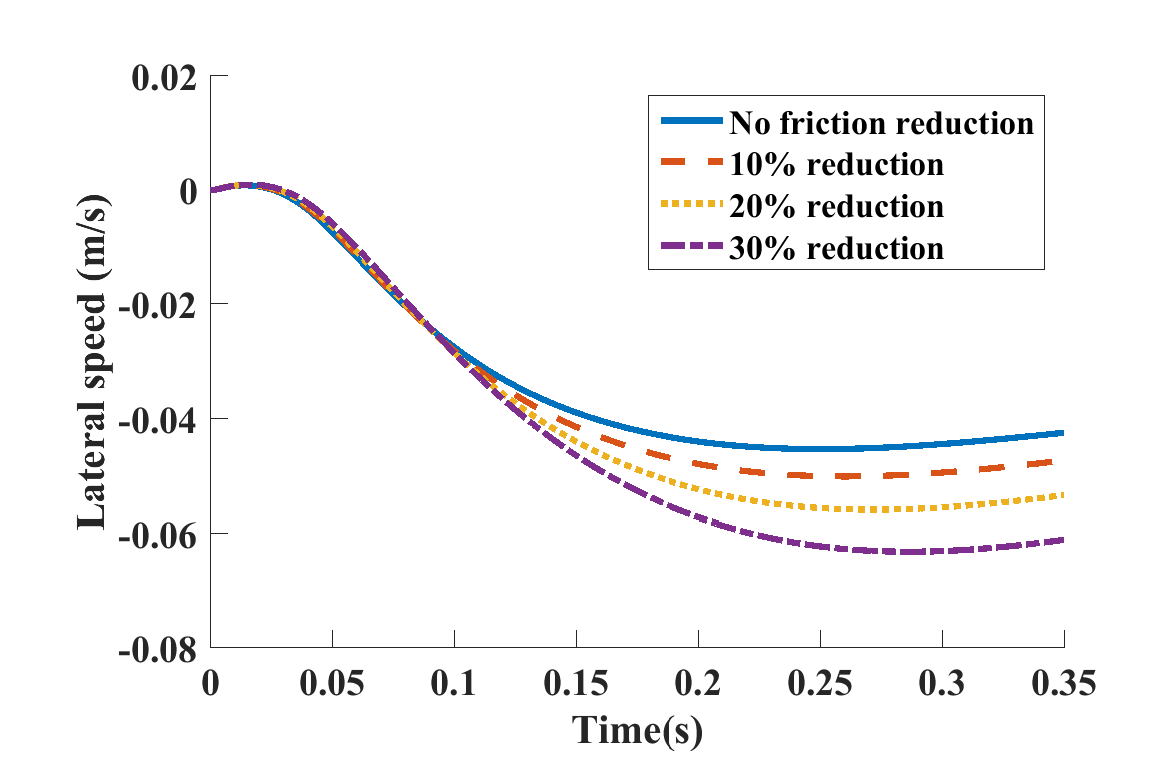 0.02
0
-0.02
-0.04
-0.06
-0.08
Lateral speed (m/s)
No friction reduction
10% reduction
20% reduction
30% reduction
0 0.05 0.1 0.15 0.2 0.25 0.3 0.35
Time(s)